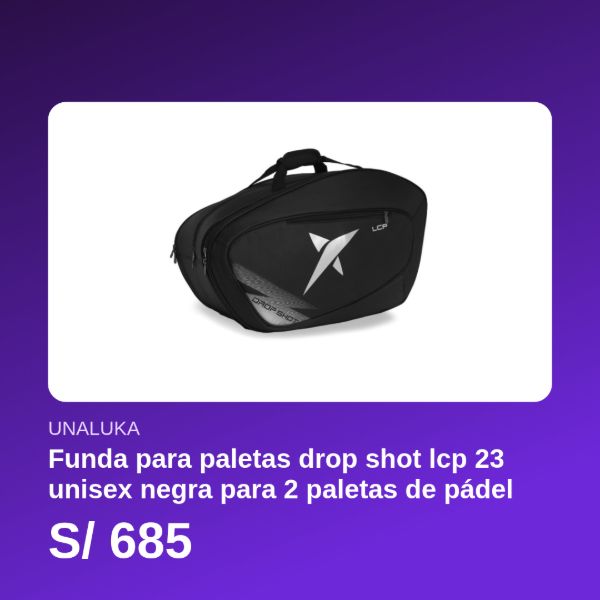 LCP
DROP SHOT
UNALUKA
Funda para paletas drop shot lcp 23
unisex negra para 2 paletas de pádel
S/ 685